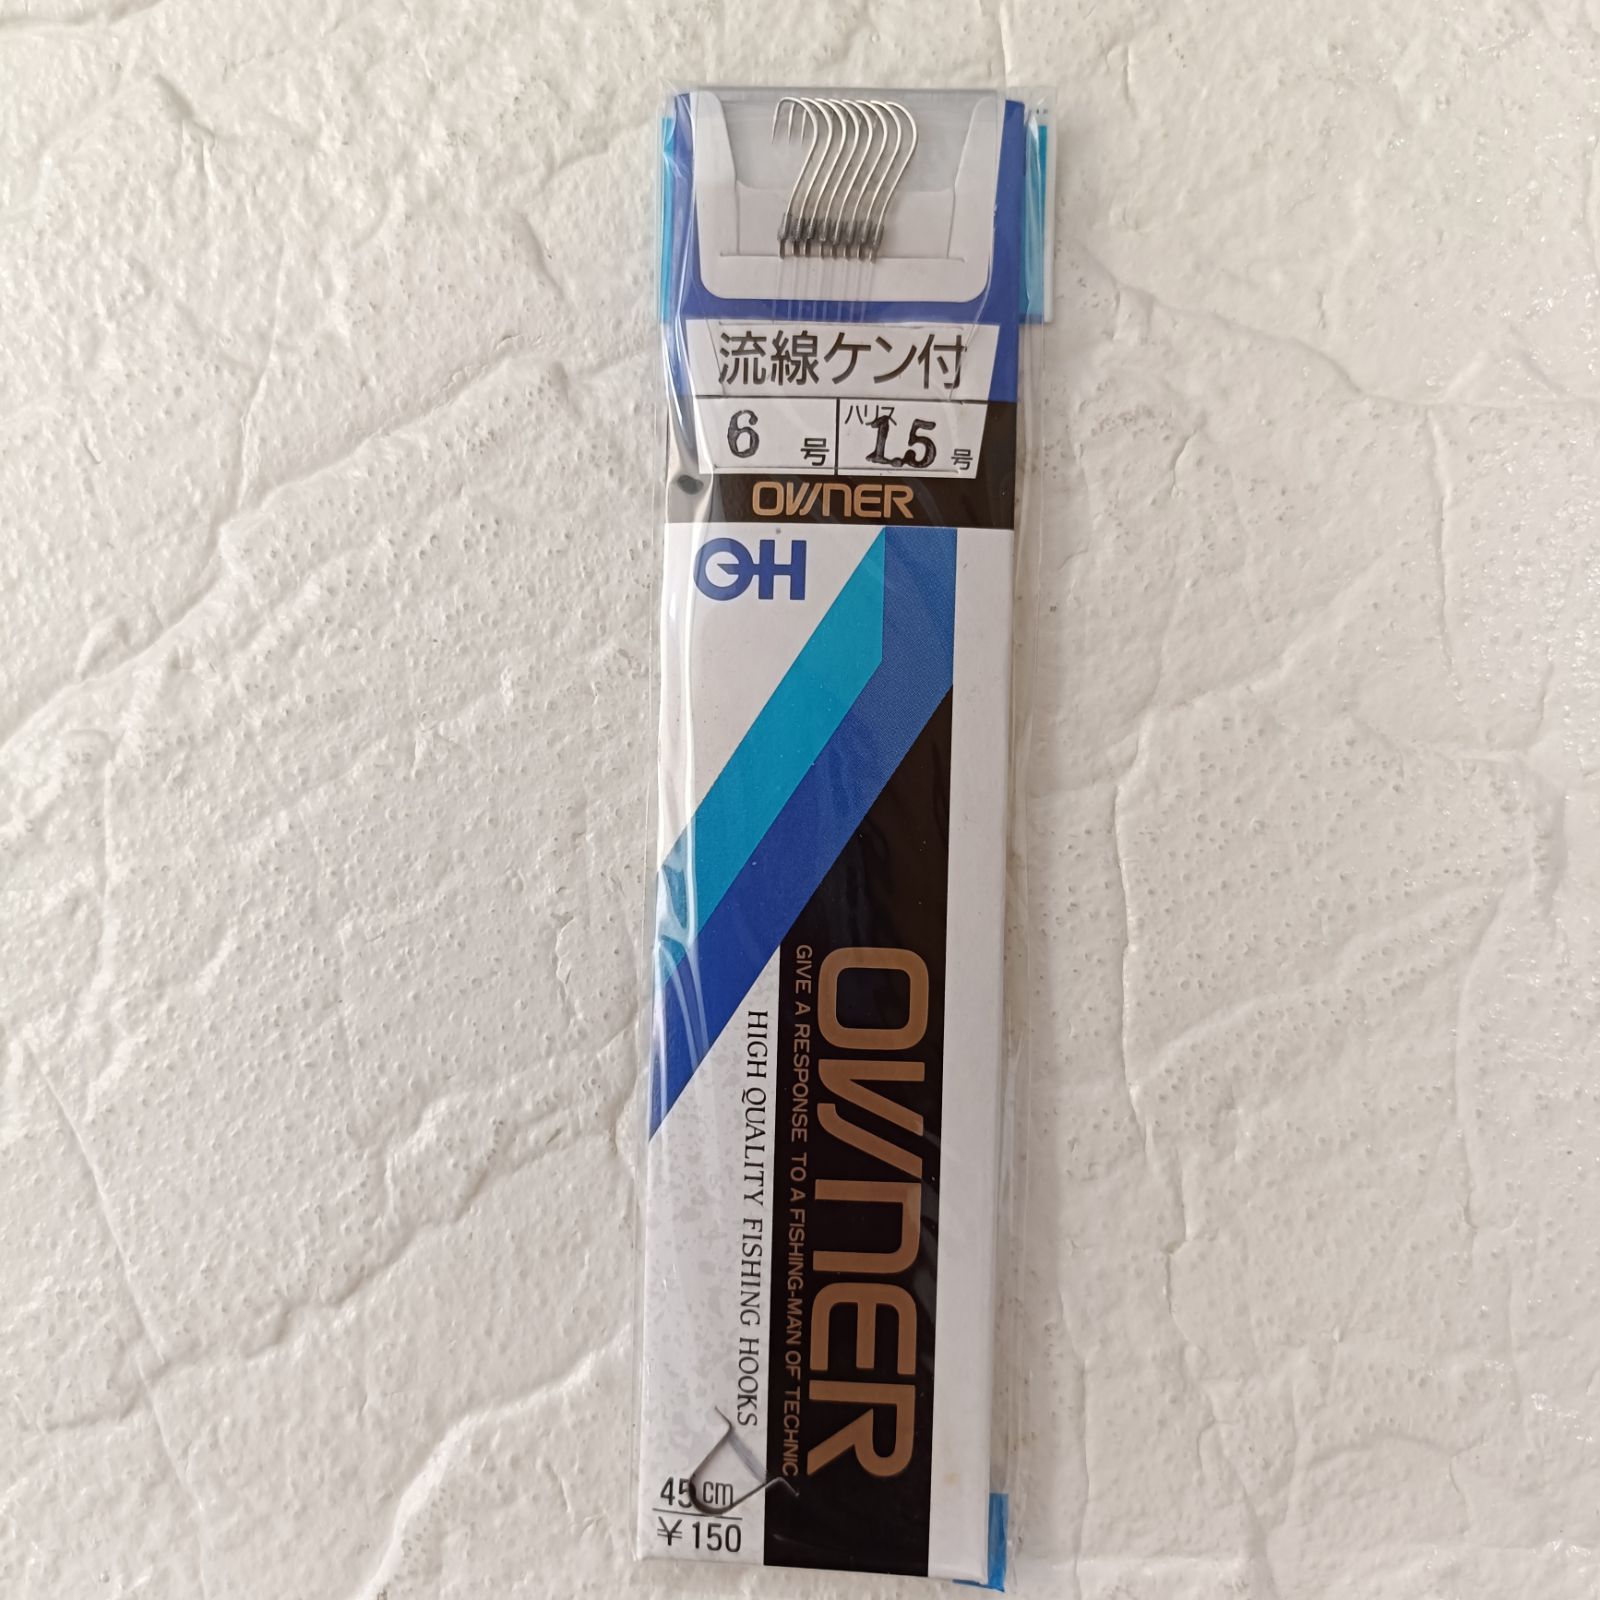 流線ケン付
6号 ハリス 1.5号
OWNER
OH
OWNER
GIVE A RESPONSE TO A FISHING-MAN OF TECHNIC
HIGH QUALITY FISHING HOOKS
45cm
¥150